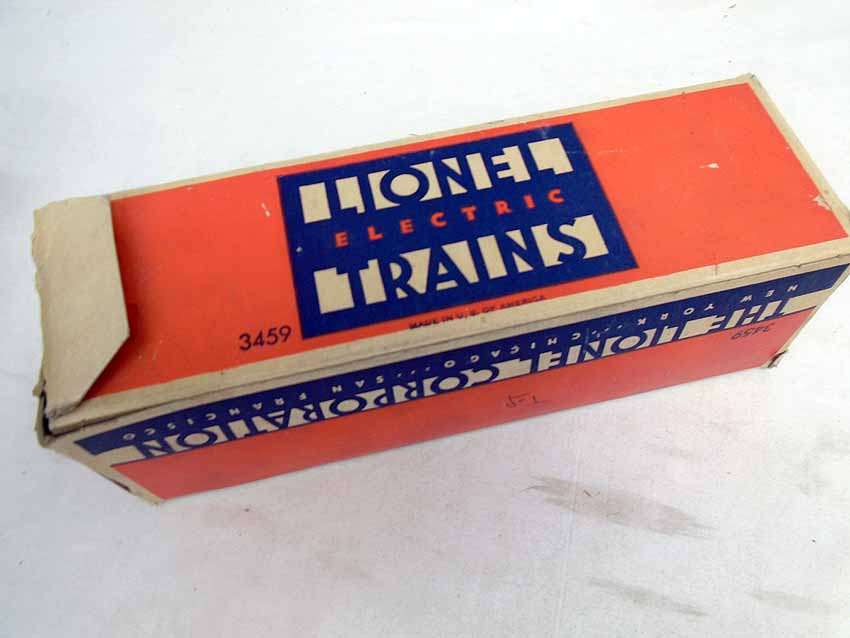 LIONEL
ELECTRIC
TRAINS
MADE IN U. S. OF AMERICA
3459
3459
THE LIONEL CORPORATION
NEW YORK··CHICAGO··SAN FRANCISCO